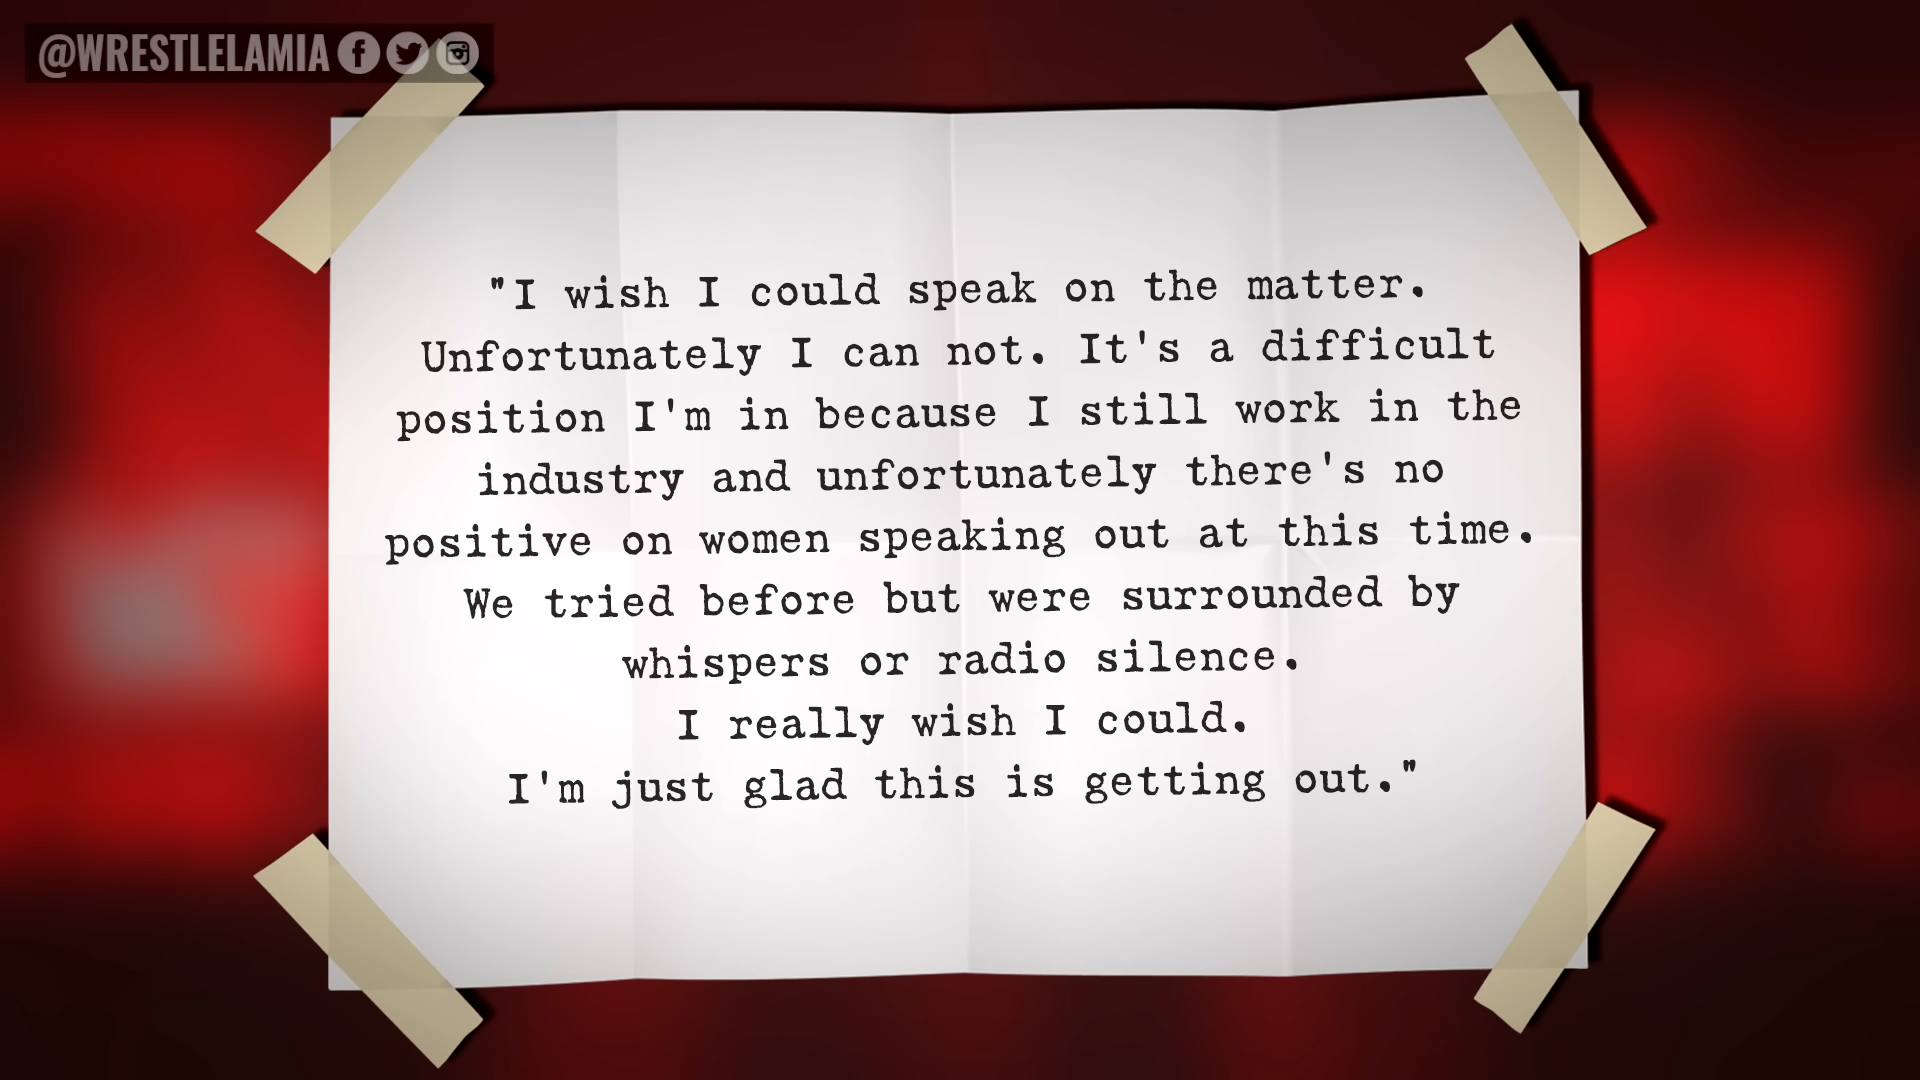 @WRESTLELAMIA
"I wish I could speak on the matter.
Unfortunately I can not. It's a difficult
position I'm in because I still work in the
industry and unfortunately there's no
positive on women speaking out at this time.
We tried before but were surrounded by
whispers or radio silence.
I really wish I could.
I'm just glad this is getting out."